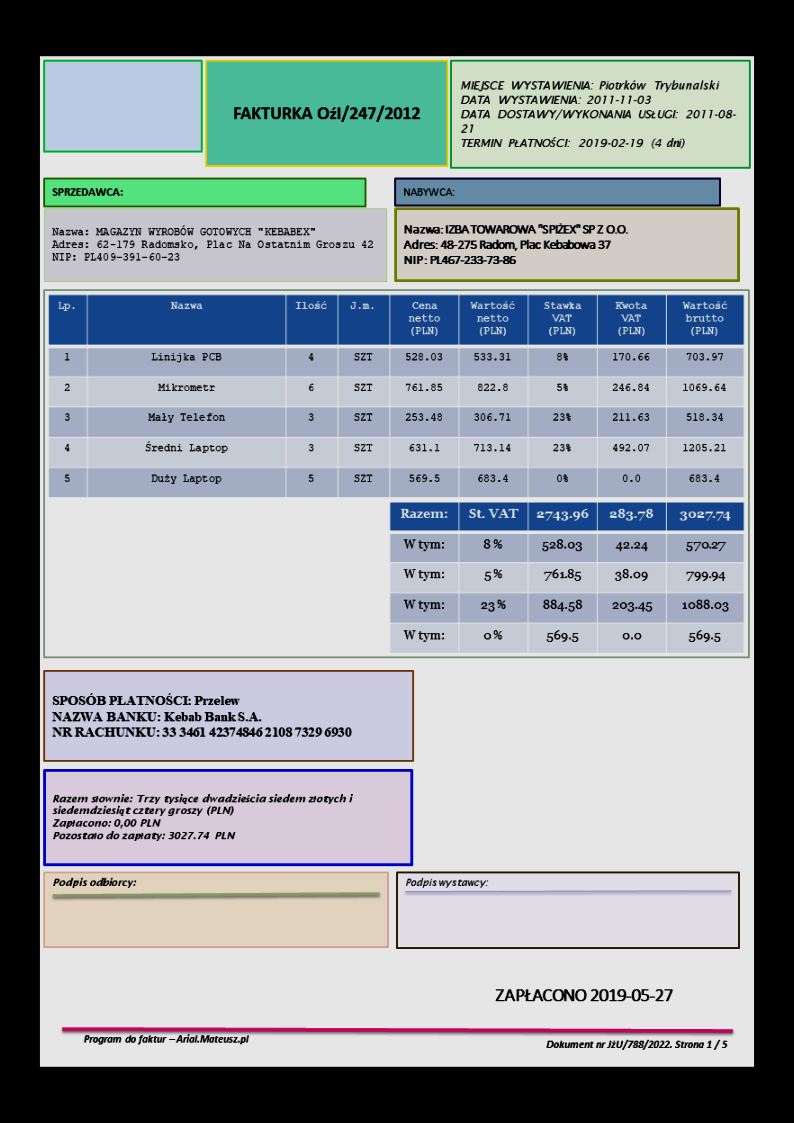 FAKTURKA OźI/247/2012
MIEJSCE WYSTAWIENIA: Piotrków Trybunalski
DATA WYSTAWIENIA: 2011-11-03
DATA DOSTAWY/WYKONANIA USŁUGI: 2011-08-
21
TERMIN PŁATNOŚCI: 2019-02-19 (4 dni)
SPRZEDAWCA:
NABYWCA:
Nazwa: MAGAZYN WYROBÓW GOTOWYCH "KEBABEX"
Adres: 62-179 Radomsko, Plac Na Ostatnim Groszu 42
NIP: PL409-391-60-23
Nazwa: IZBA TOWAROWA "SPIŻEX" SP Z O.O.
Adres: 48-275 Radom, Plac Kebabowa 37
NIP: PL467-233-73-86
Lp. Nazwa Ilość J.m. Cena netto (PLN) Wartość netto (PLN) Stawka VAT (PLN) Kwota VAT (PLN) Wartość brutto (PLN)
1 Linijka PCB 4 SZT 528.03 533.31 8% 170.66 703.97
2 Mikrometr 6 SZT 761.85 822.8 5% 246.84 1069.64
3 Mały Telefon 3 SZT 253.48 306.71 23% 211.63 518.34
4 Średni Laptop 3 SZT 631.1 713.14 23% 492.07 1205.21
5 Duży Laptop 5 SZT 569.5 683.4 0% 0.0 683.4
Razem: St. VAT 2743.96 283.78 3027.74
W tym: 8% 528.03 42.24 570.27
W tym: 5% 761.85 38.09 799.94
W tym: 23% 884.58 203.45 1088.03
W tym: 0% 569.5 0.0 569.5
SPOSÓB PŁATNOŚCI: Przelew
NAZWA BANKU: Kebab Bank S.A.
NR RACHUNKU: 33 3461 42374846 2108 7329 6930
Razem słownie: Trzy tysiące dwadzieścia siedem złotych i
siedemdziesiąt cztery groszy (PLN)
Zapłacono: 0,00 PLN
Pozostało do zapłaty: 3027.74 PLN
Podpis odbiorcy:
Podpis wystawcy:
ZAPŁACONO 2019-05-27
Program do faktur – Arial.Mateusz.pl
Dokument nr JżU/788/2022. Strona 1 / 5